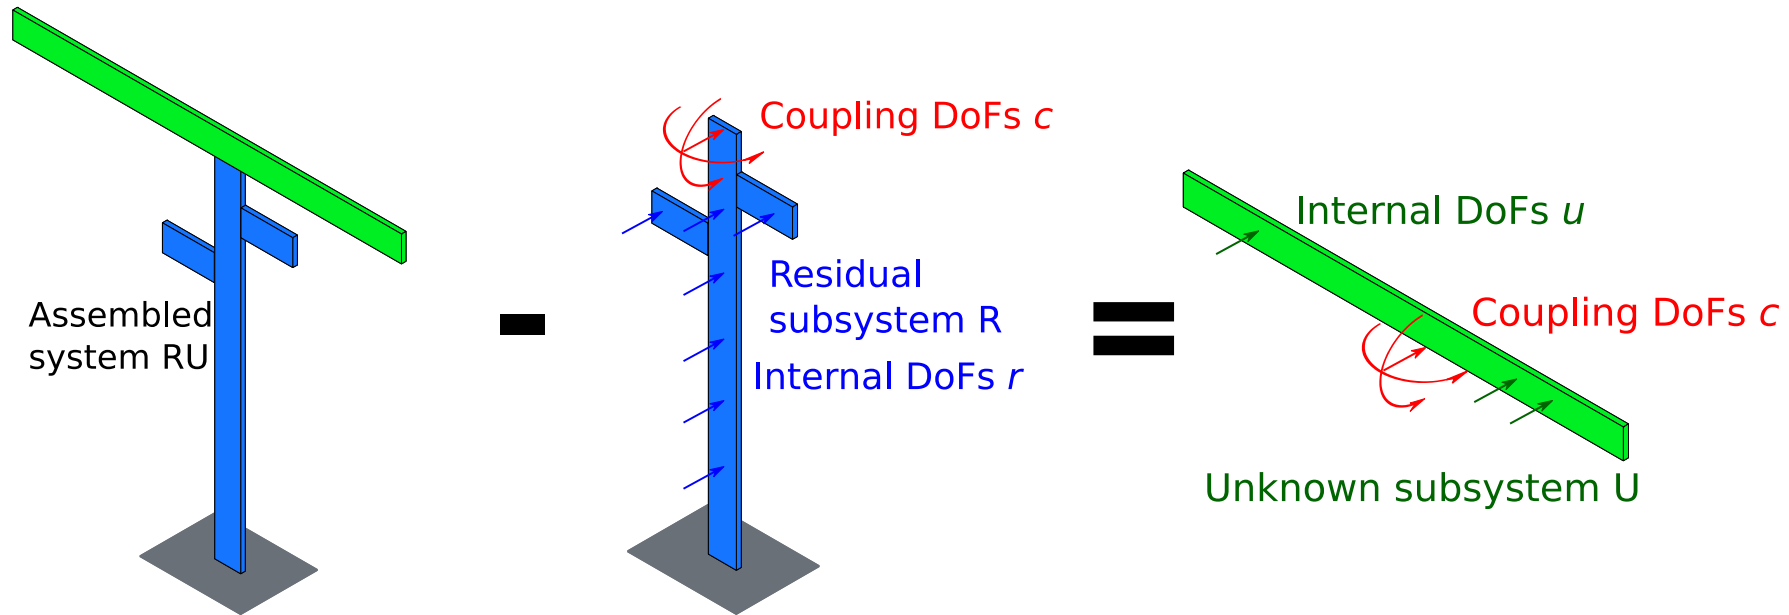 Assembled
system RU
Coupling DoFs c
Residual
subsystem R
Internal DoFs r
Internal DoFs u
Coupling DoFs c
Unknown subsystem U